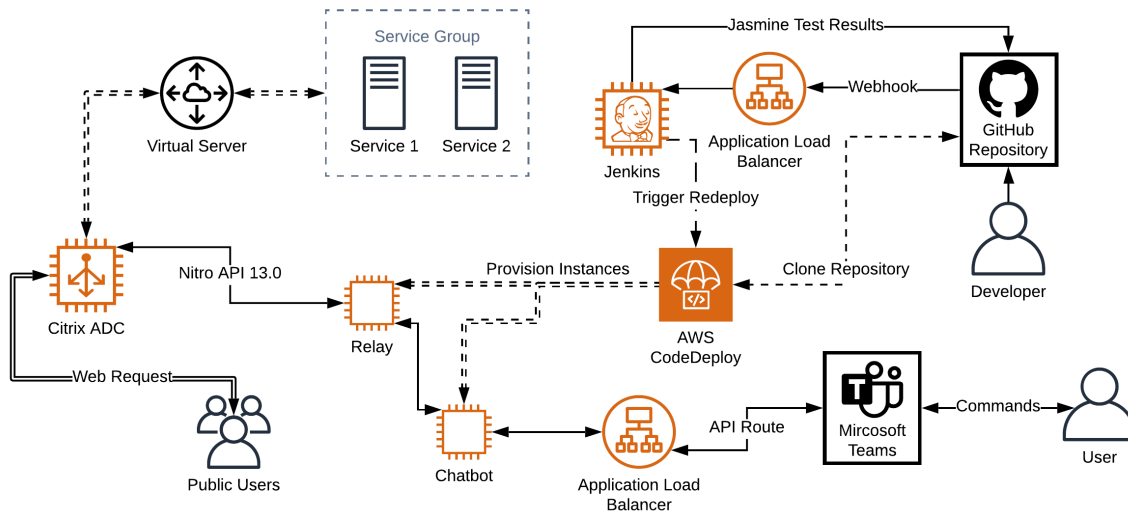 Jasmine Test Results
Service Group
Webhook
GitHub
Repository
Virtual Server
Service 1
Service 2
Application Load
Balancer
Jenkins
Trigger Redeploy
Nitro API 13.0
Provision Instances
Clone Repository
Developer
Citrix ADC
Relay
AWS
CodeDeploy
Web Request
T
Commands
API Route
Mircosoft
Teams
User
Chatbot
Public Users
Application Load
Balancer